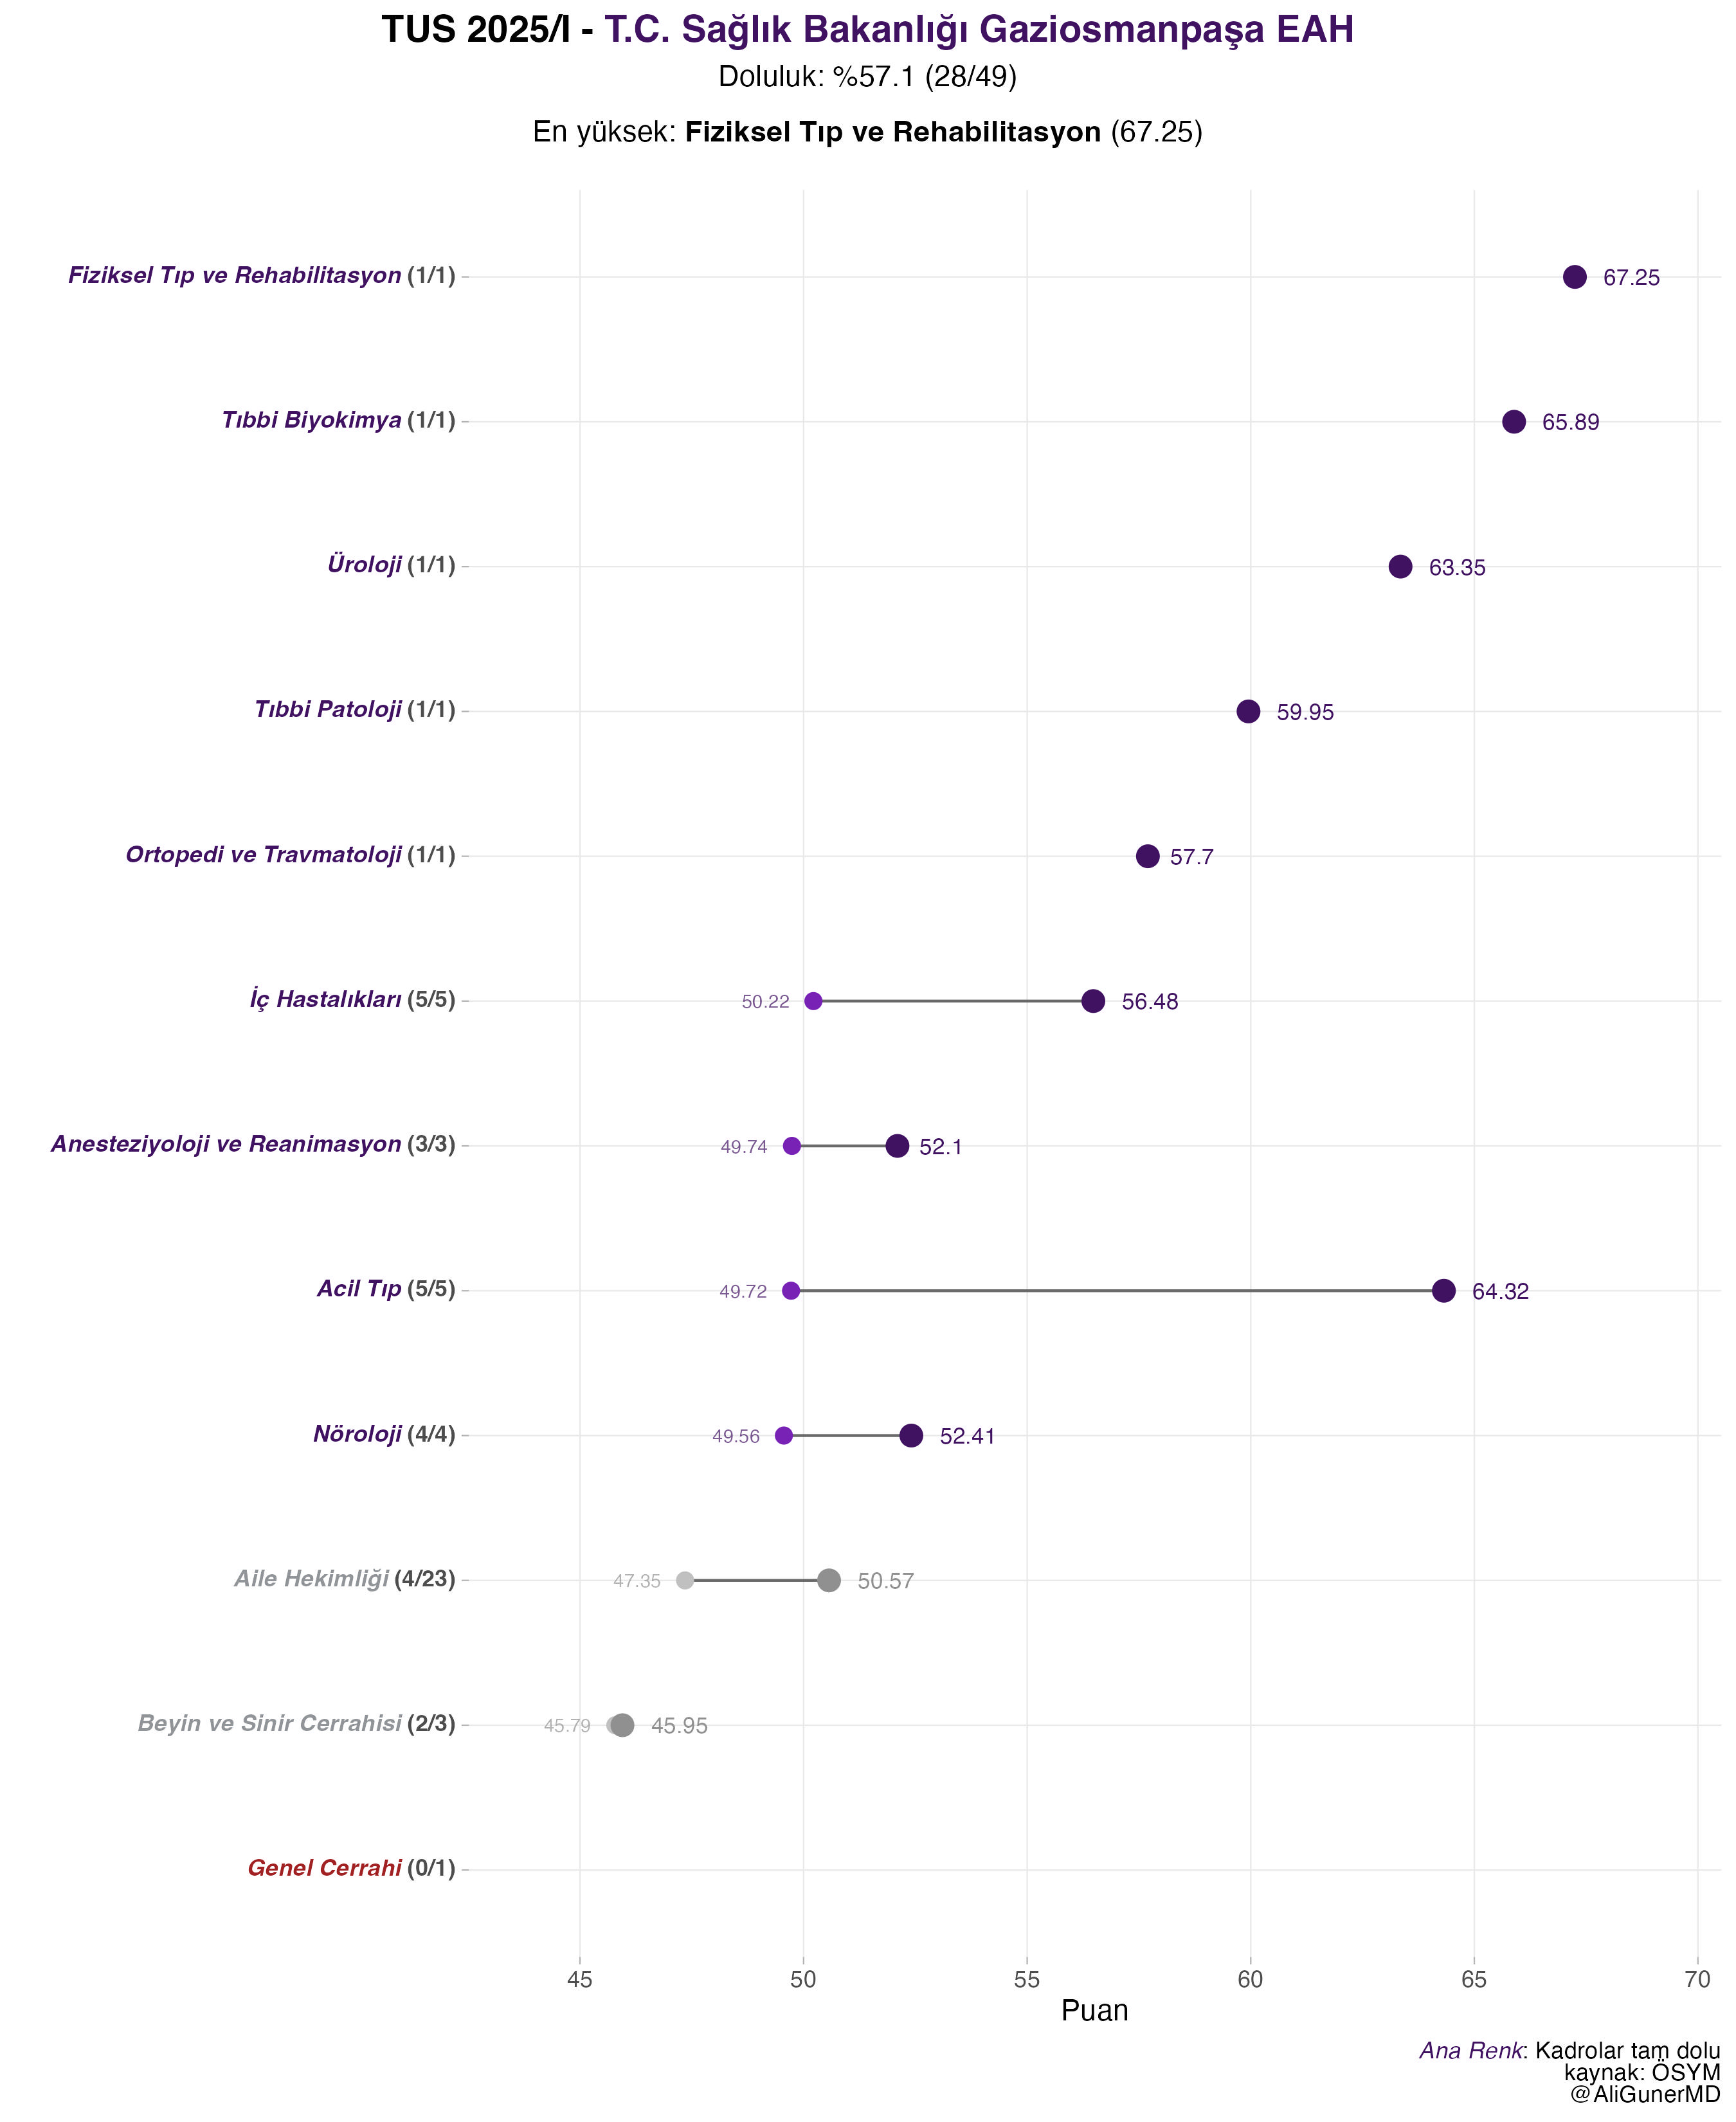 TUS 2025/I - T.C. Sağlık Bakanlığı Gaziosmanpaşa EAH
Doluluk: %57.1 (28/49)
En yüksek: Fiziksel Tıp ve Rehabilitasyon (67.25)
Fiziksel Tıp ve Rehabilitasyon (1/1) 67.25
Tıbbi Biyokimya (1/1) 65.89
Üroloji (1/1) 63.35
Tıbbi Patoloji (1/1) 59.95
Ortopedi ve Travmatoloji (1/1) 57.7
İç Hastalıkları (5/5) 50.22 56.48
Anesteziyoloji ve Reanimasyon (3/3) 49.74 52.1
Acil Tıp (5/5) 49.72 64.32
Nöroloji (4/4) 49.56 52.41
Aile Hekimliği (4/23) 47.35 50.57
Beyin ve Sinir Cerrahisi (2/3) 45.79 45.95
Genel Cerrahi (0/1)
45 50 55 60 65 70
Puan
Ana Renk: Kadrolar tam dolu
kaynak: ÖSYM
@AliGunerMD